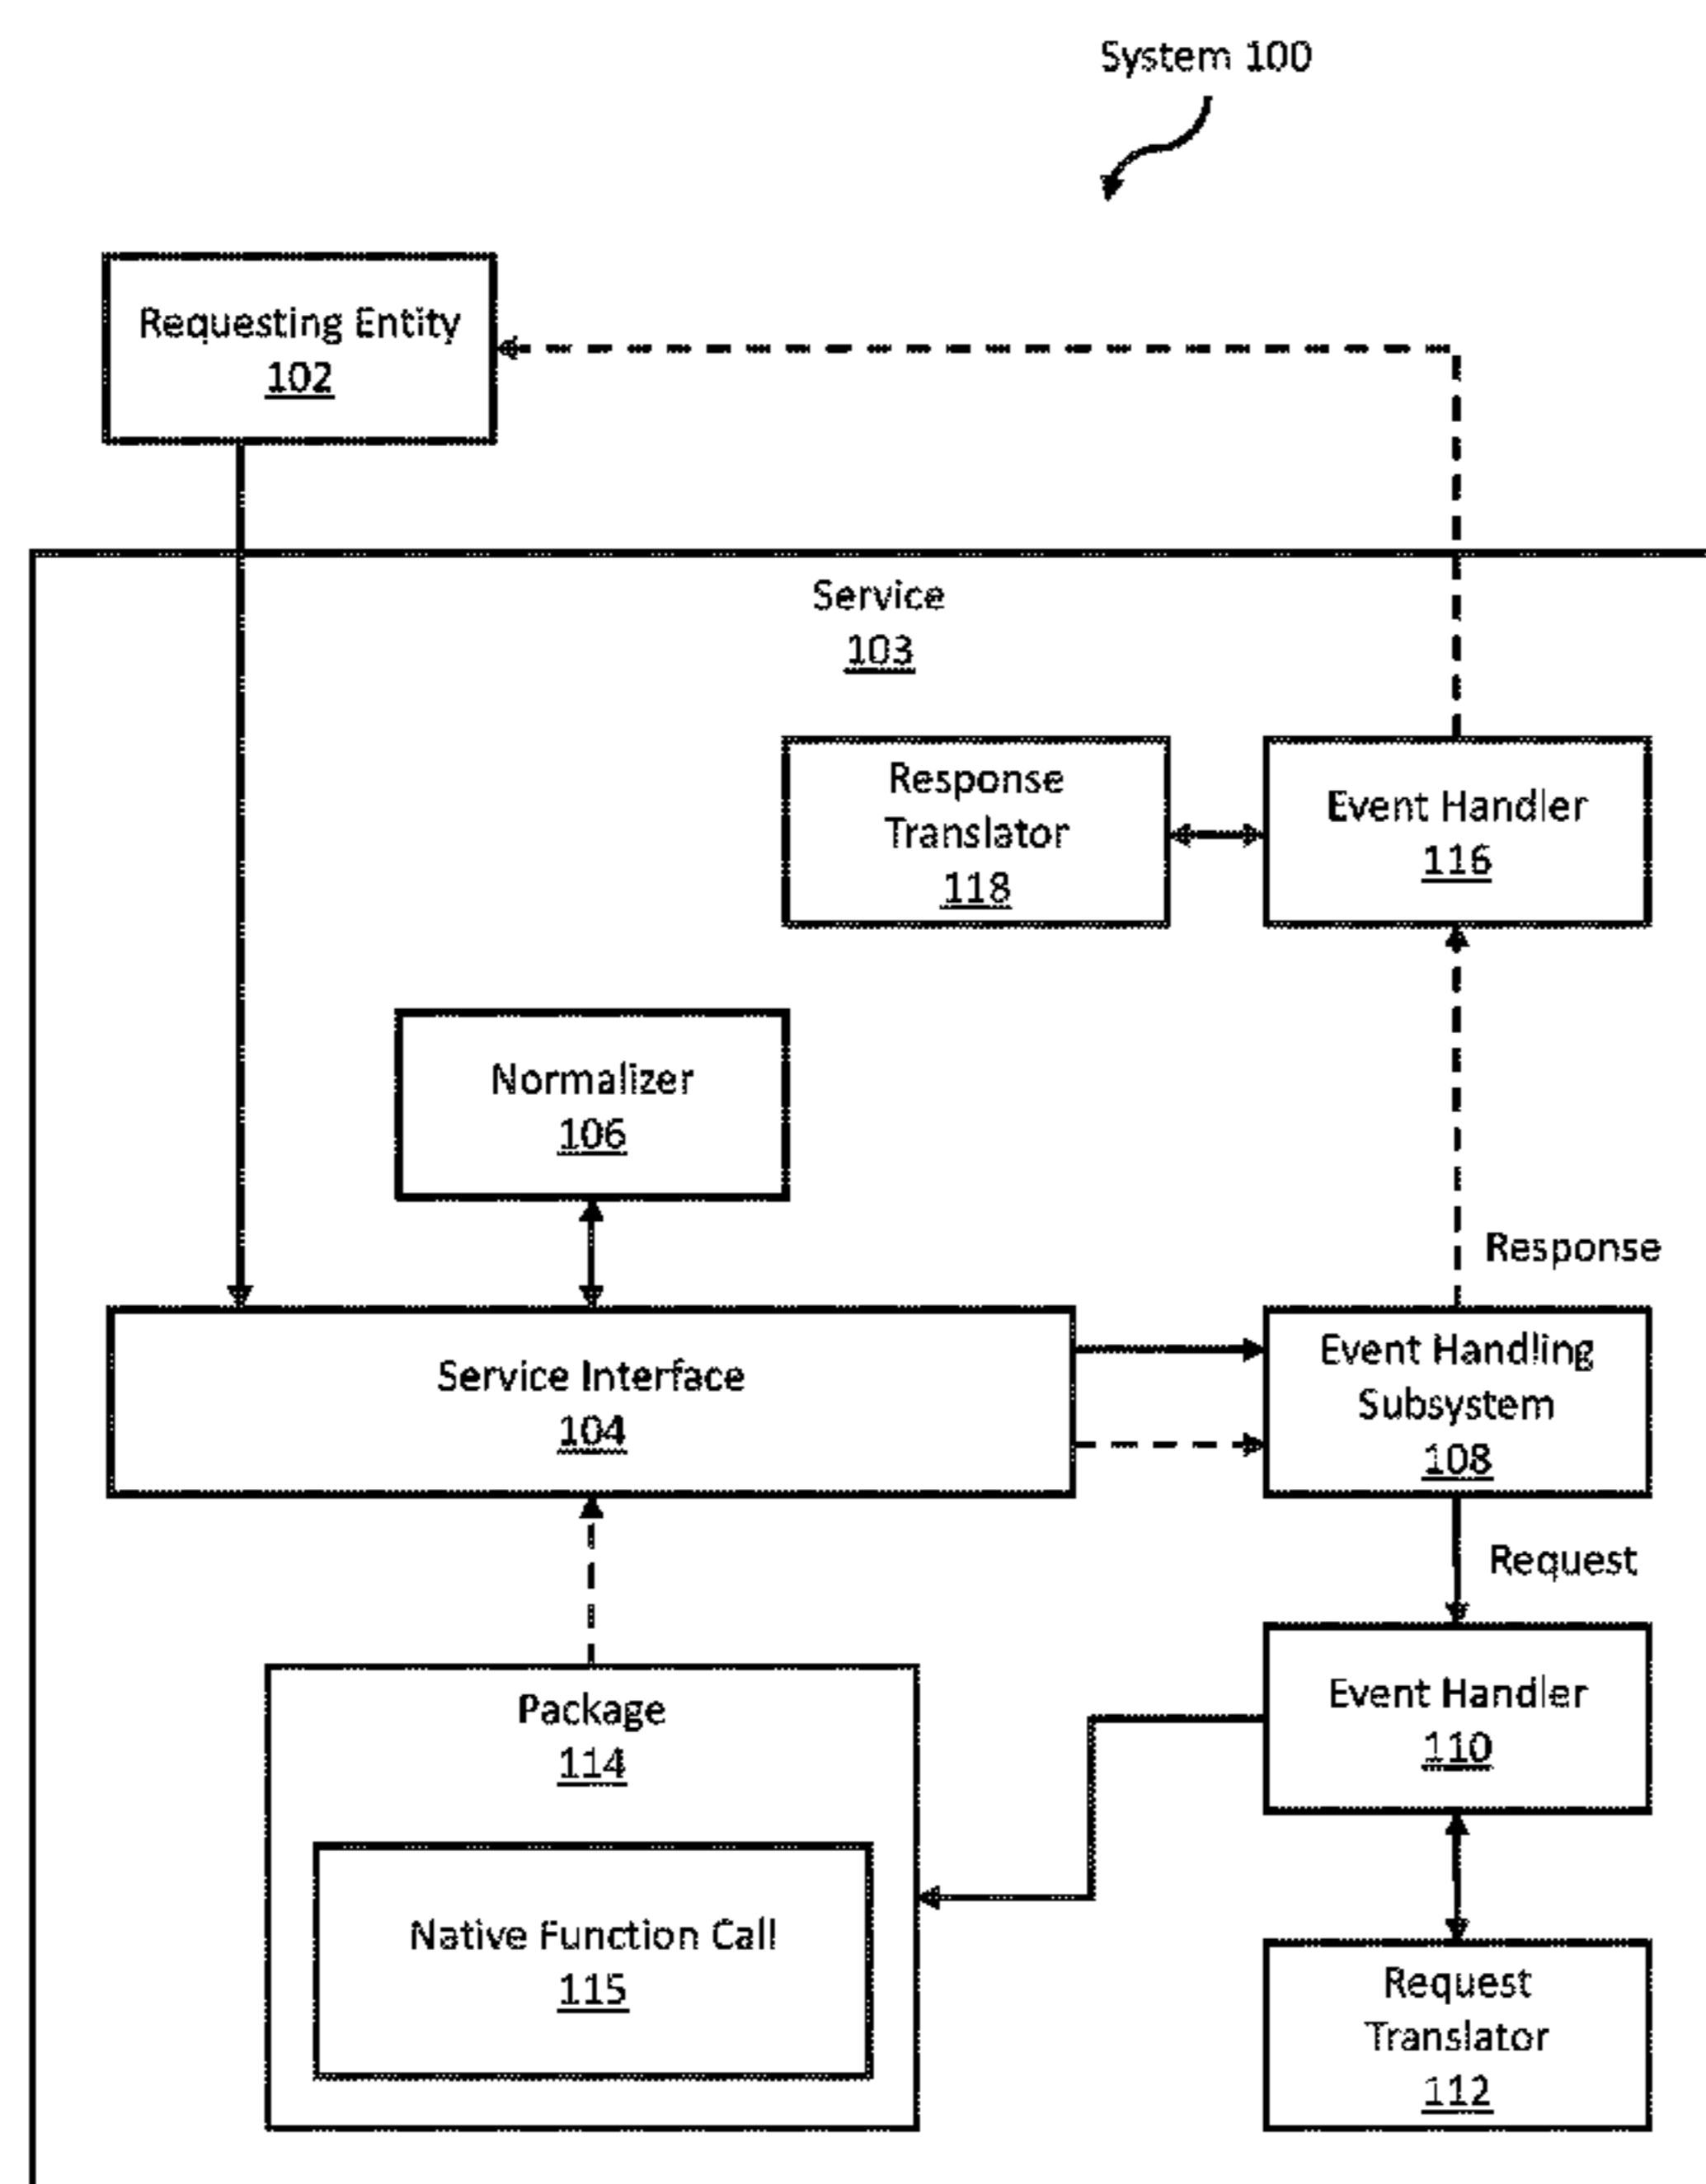 System 100
Requesting Entity
102
Service
103
Response
Translator
118
Event Handler
116
Normalizer
106
Response
Service Interface
104
Event Handling
Subsystem
108
Request
Package
114
Event Handler
110
Native Function Call
115
Request
Translator
112